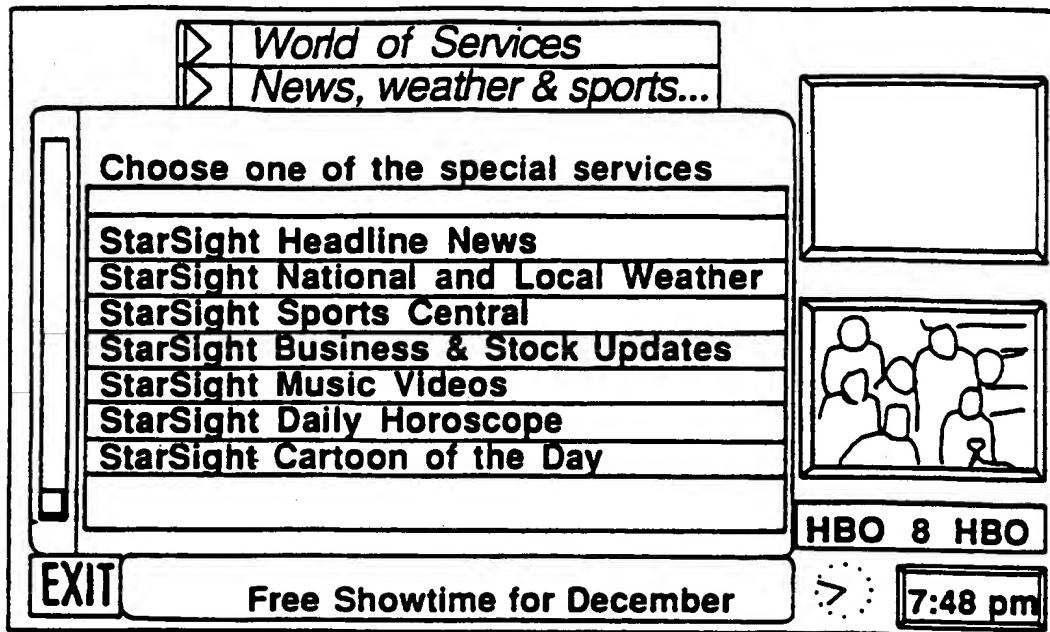 World of Services
News, weather & sports...
Choose one of the special services
StarSight Headline News
StarSight National and Local Weather
StarSight Sports Central
StarSight Business & Stock Updates
StarSight Music Videos
StarSight Daily Horoscope
StarSight Cartoon of the Day
HBO 8 HBO
EXIT
Free Showtime for December
7:48 pm